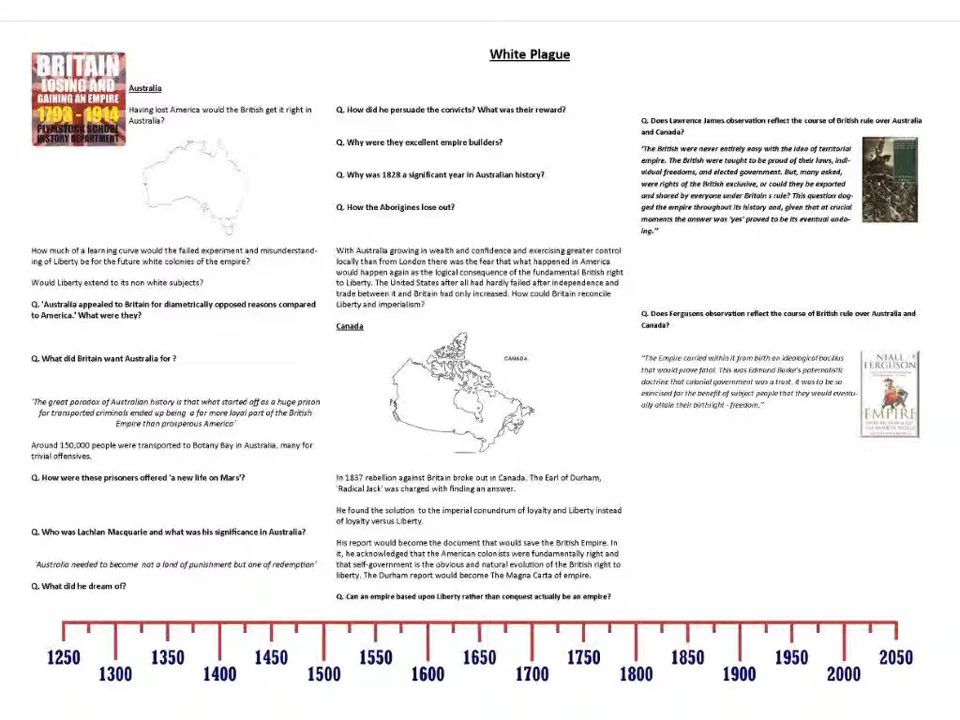 White Plague
BRITAIN
LOSING AND
GAINING AN EMPIRE
1793 - 1914
PLYMSTOCK SCHOOL
HISTORY DEPARTMENT
Australia
Having lost America would the British get it right in
Australia?
How much of a learning curve would the failed experiment and misunderstand-
ing of Liberty be for the future white colonies of the empire?
Would Liberty extend to its non white subjects?
Q. 'Australia appealed to Britain for diametrically opposed reasons compared
to America.' What were they?
Q. What did Britain want Australia for ?
'The great paradox of Australian history is that what started off as a huge prison
for transported criminals ended up being a far more loyal part of the British
Empire than prosperous America'
Around 150,000 people were transported to Botany Bay in Australia, many for
trivial offensives.
Q. How were these prisoners offered 'a new life on Mars'?
Q. Who was Lachlan Macquarie and what was his significance in Australia?
'Australia needed to become not a land of punishment but one of redemption'
Q. What did he dream of?
Q. How did he persuade the convicts? What was their reward?
Q. Why were they excellent empire builders?
Q. Why was 1828 a significant year in Australian history?
Q. How the Aborigines lose out?
With Australia growing in wealth and confidence and exercising greater control
locally than from London there was the fear that what happened in America
would happen again as the logical consequence of the fundamental British right
to Liberty. The United States after all had hardly failed after independence and
trade between it and Britain had only increased. How could Britain reconcile
Liberty and imperialism?
Canada
CANADA
In 1837 rebellion against British broke out in Canada. The Earl of Durham,
'Radical Jack' was charged with finding an answer.
He found the solution to the imperial conundrum of loyalty and Liberty instead
of loyalty versus Liberty.
His report would become the document that would save the British Empire. In
it, he acknowledged that the American colonists were fundamentally right and
that self-government is the obvious and natural evolution of the British right to
liberty. The Durham report would become The Magna Carta of empire.
Q. Can an empire based upon Liberty rather than conquest actually be an empire?
Q. Does Lawrence James observation reflect the course of British rule over Australia
and Canada?
'The British were never entirely easy with the idea of territorial
empire. The British were taught to be proud of their laws, indi-
vidual freedoms, and elected government. But, many asked,
were rights of the British exclusive, or could they be exported
and shared by everyone under Britain s rule? This question dog-
ged the empire throughout its history and, given that at crucial
moments the answer was 'yes' proved to be its eventual undo-
ing."
Q. Does Fergusons observation reflect the course of British rule over Australia and
Canada?
"The Empire carried within it from birth an ideological bacillus
that would prove fatal. This was Edmund Burke's paternalistic
doctrine that colonial government was a trust. It was to be so
exercised for the benefit of subject people that they would eventu-
ally attain their birthright - freedom."
NIALL
FERGUSON
EMPIRE
1250 1300 1350 1400 1450 1500 1550 1600 1650 1700 1750 1800 1850 1900 1950 2000 2050